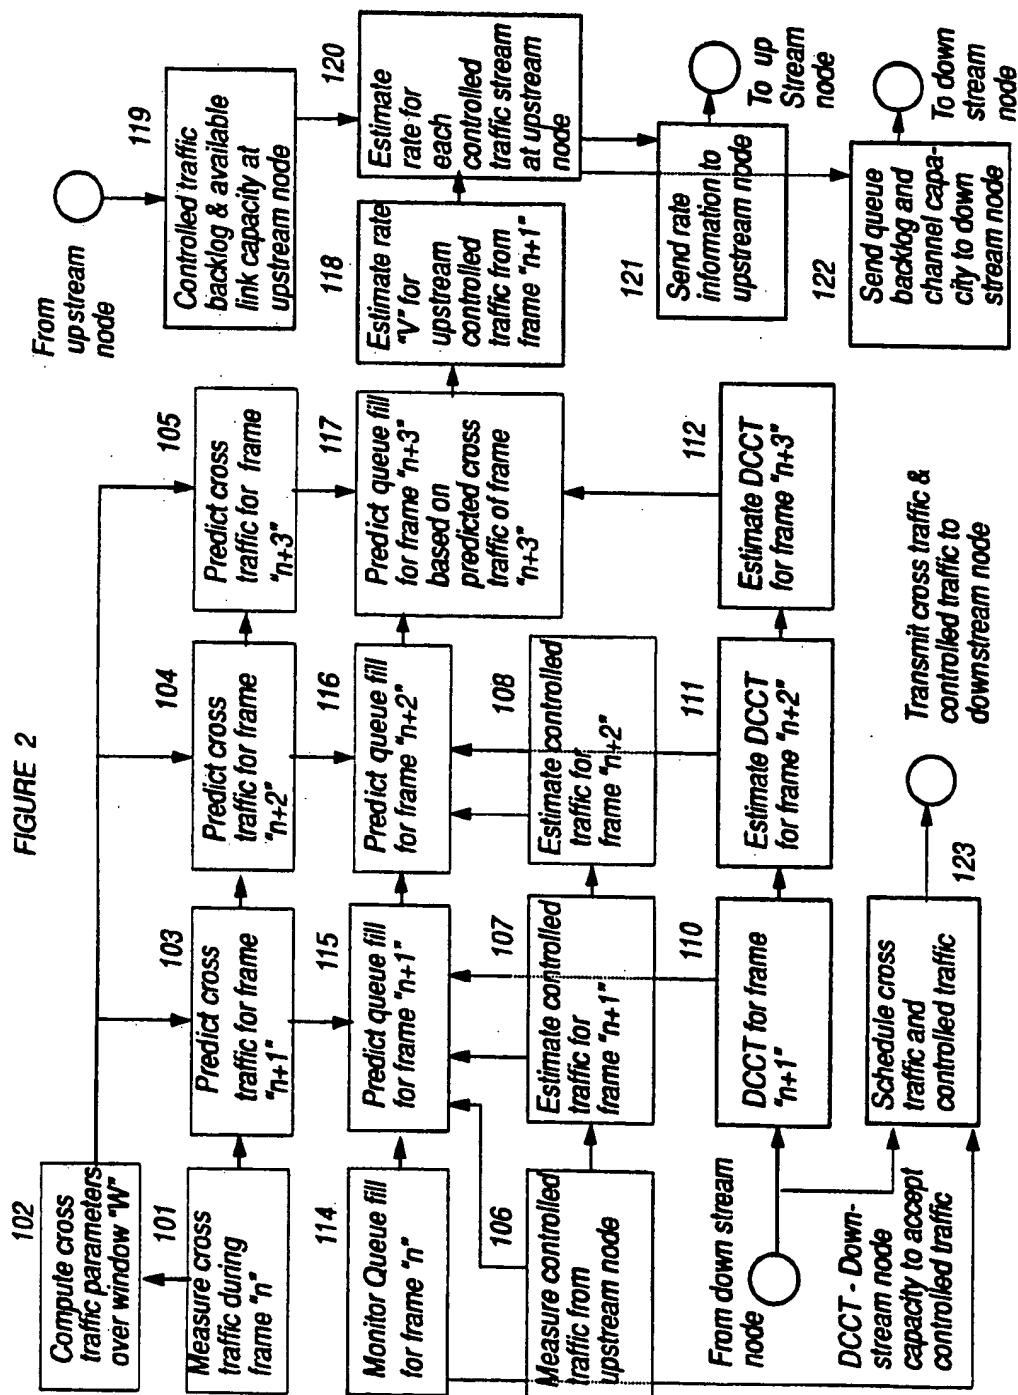 FIGURE 2
102
Compute cross
traffic parameters
over window "W"
101
Measure cross
traffic during
frame "n"
103
Predict cross
traffic for frame
"n+1"
104
Predict cross
traffic for frame
"n+2"
105
Predict cross
traffic for frame
"n+3"
From
upstream
node
119
Controlled traffic
backlog & available
link capacity at
upstream node
114
Monitor Queue fill
for frame "n"
115
Predict queue fill
for frame "n+1"
116
Predict queue fill
for frame "n+2"
117
Predict queue fill
for frame "n+3"
based on
predicted cross
traffic of frame
"n+3"
118
Estimate rate
"V" for
upstream
controlled
traffic from
frame "n+1"
120
Estimate
rate for
each
controlled
traffic stream
at upstream
node
106
Measure controlled
traffic from
upstream node
107
Estimate controlled
traffic for
frame "n+1"
108
Estimate controlled
traffic for
frame "n+2"
From down stream
node
110
DCCT for frame
"n+1"
111
Estimate DCCT
for frame "n+2"
112
Estimate DCCT
for frame "n+3"
121
Send rate
information to
upstream node
To up
Stream
node
122
Send queue
backlog and
channel capa-
city to down
stream node
To down
stream
node
DCCT - Down-
stream node
capacity to accept
controlled traffic
Schedule cross
traffic and
controlled traffic
123
Transmit cross traffic &
controlled traffic to
downstream node